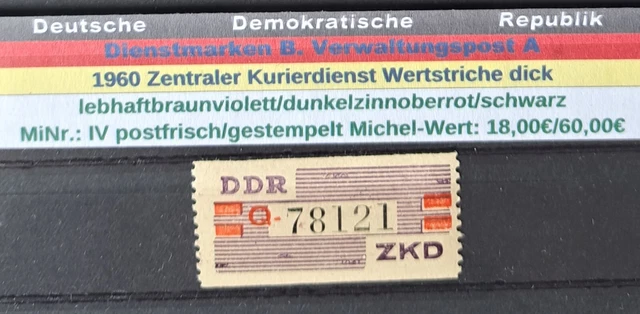 Deutsche Demokratische Republik
Dienstmarken B. Verwaltungspost A
1960 Zentraler Kurierdienst Wertstriche dick
lebhaftbraunviolett/dunkelzinnoberrot/schwarz
MiNr.: IV postfrisch/gestempelt Michel-Wert: 18,00€/60,00€
DDR
Q-78121
ZKD